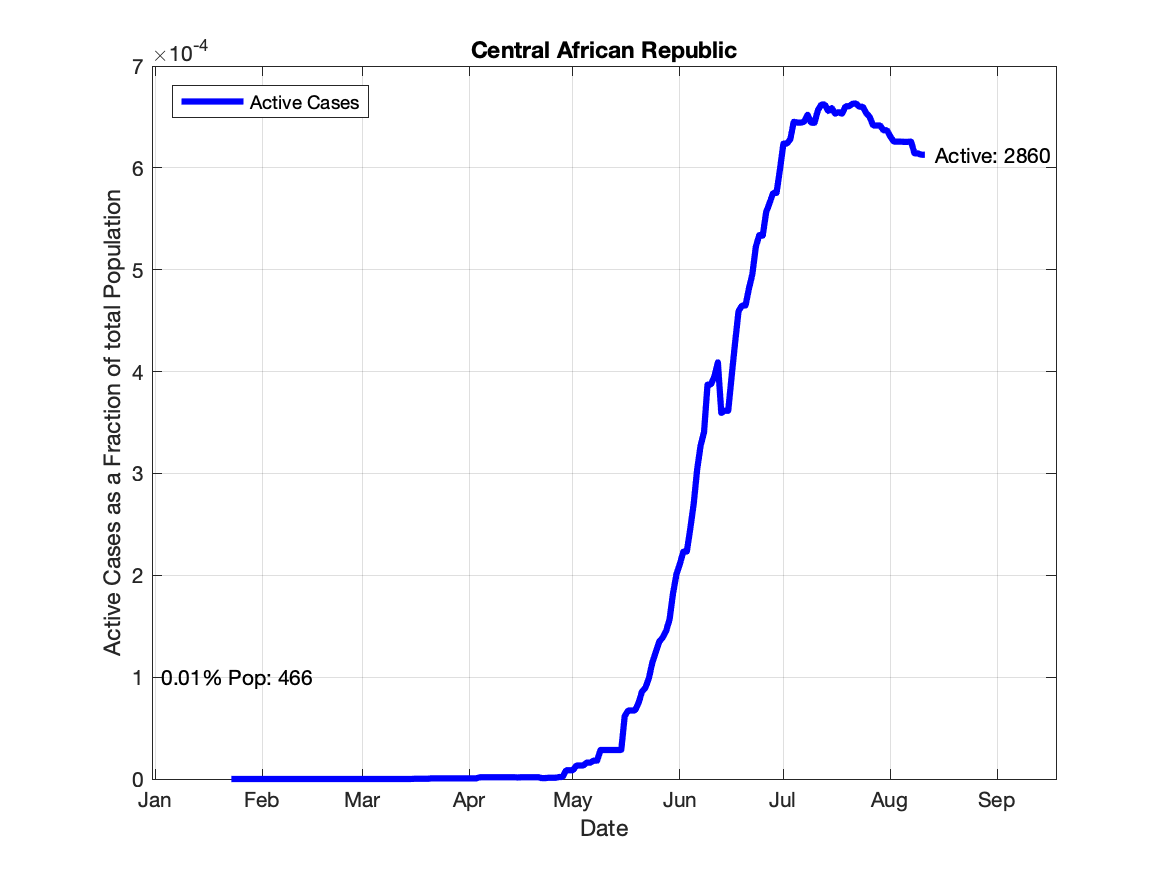 Central African Republic
×10-4
Active Cases
7
6
5
4
3
2
1
0
Active Cases as a Fraction of total Population
Active: 2860
0.01% Pop: 466
Jan Feb Mar Apr May Jun Jul Aug Sep
Date